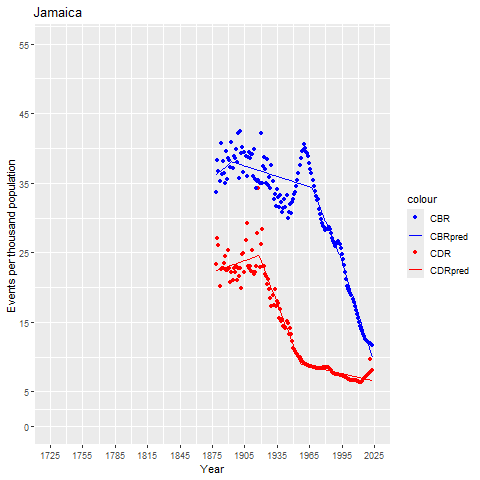 Jamaica
Events per thousand population
55
45
35
25
15
5
0
1725 1755 1785 1815 1845 1875 1905 1935 1965 1995 2025
Year
colour
CBR
CBRpred
CDR
CDRpred